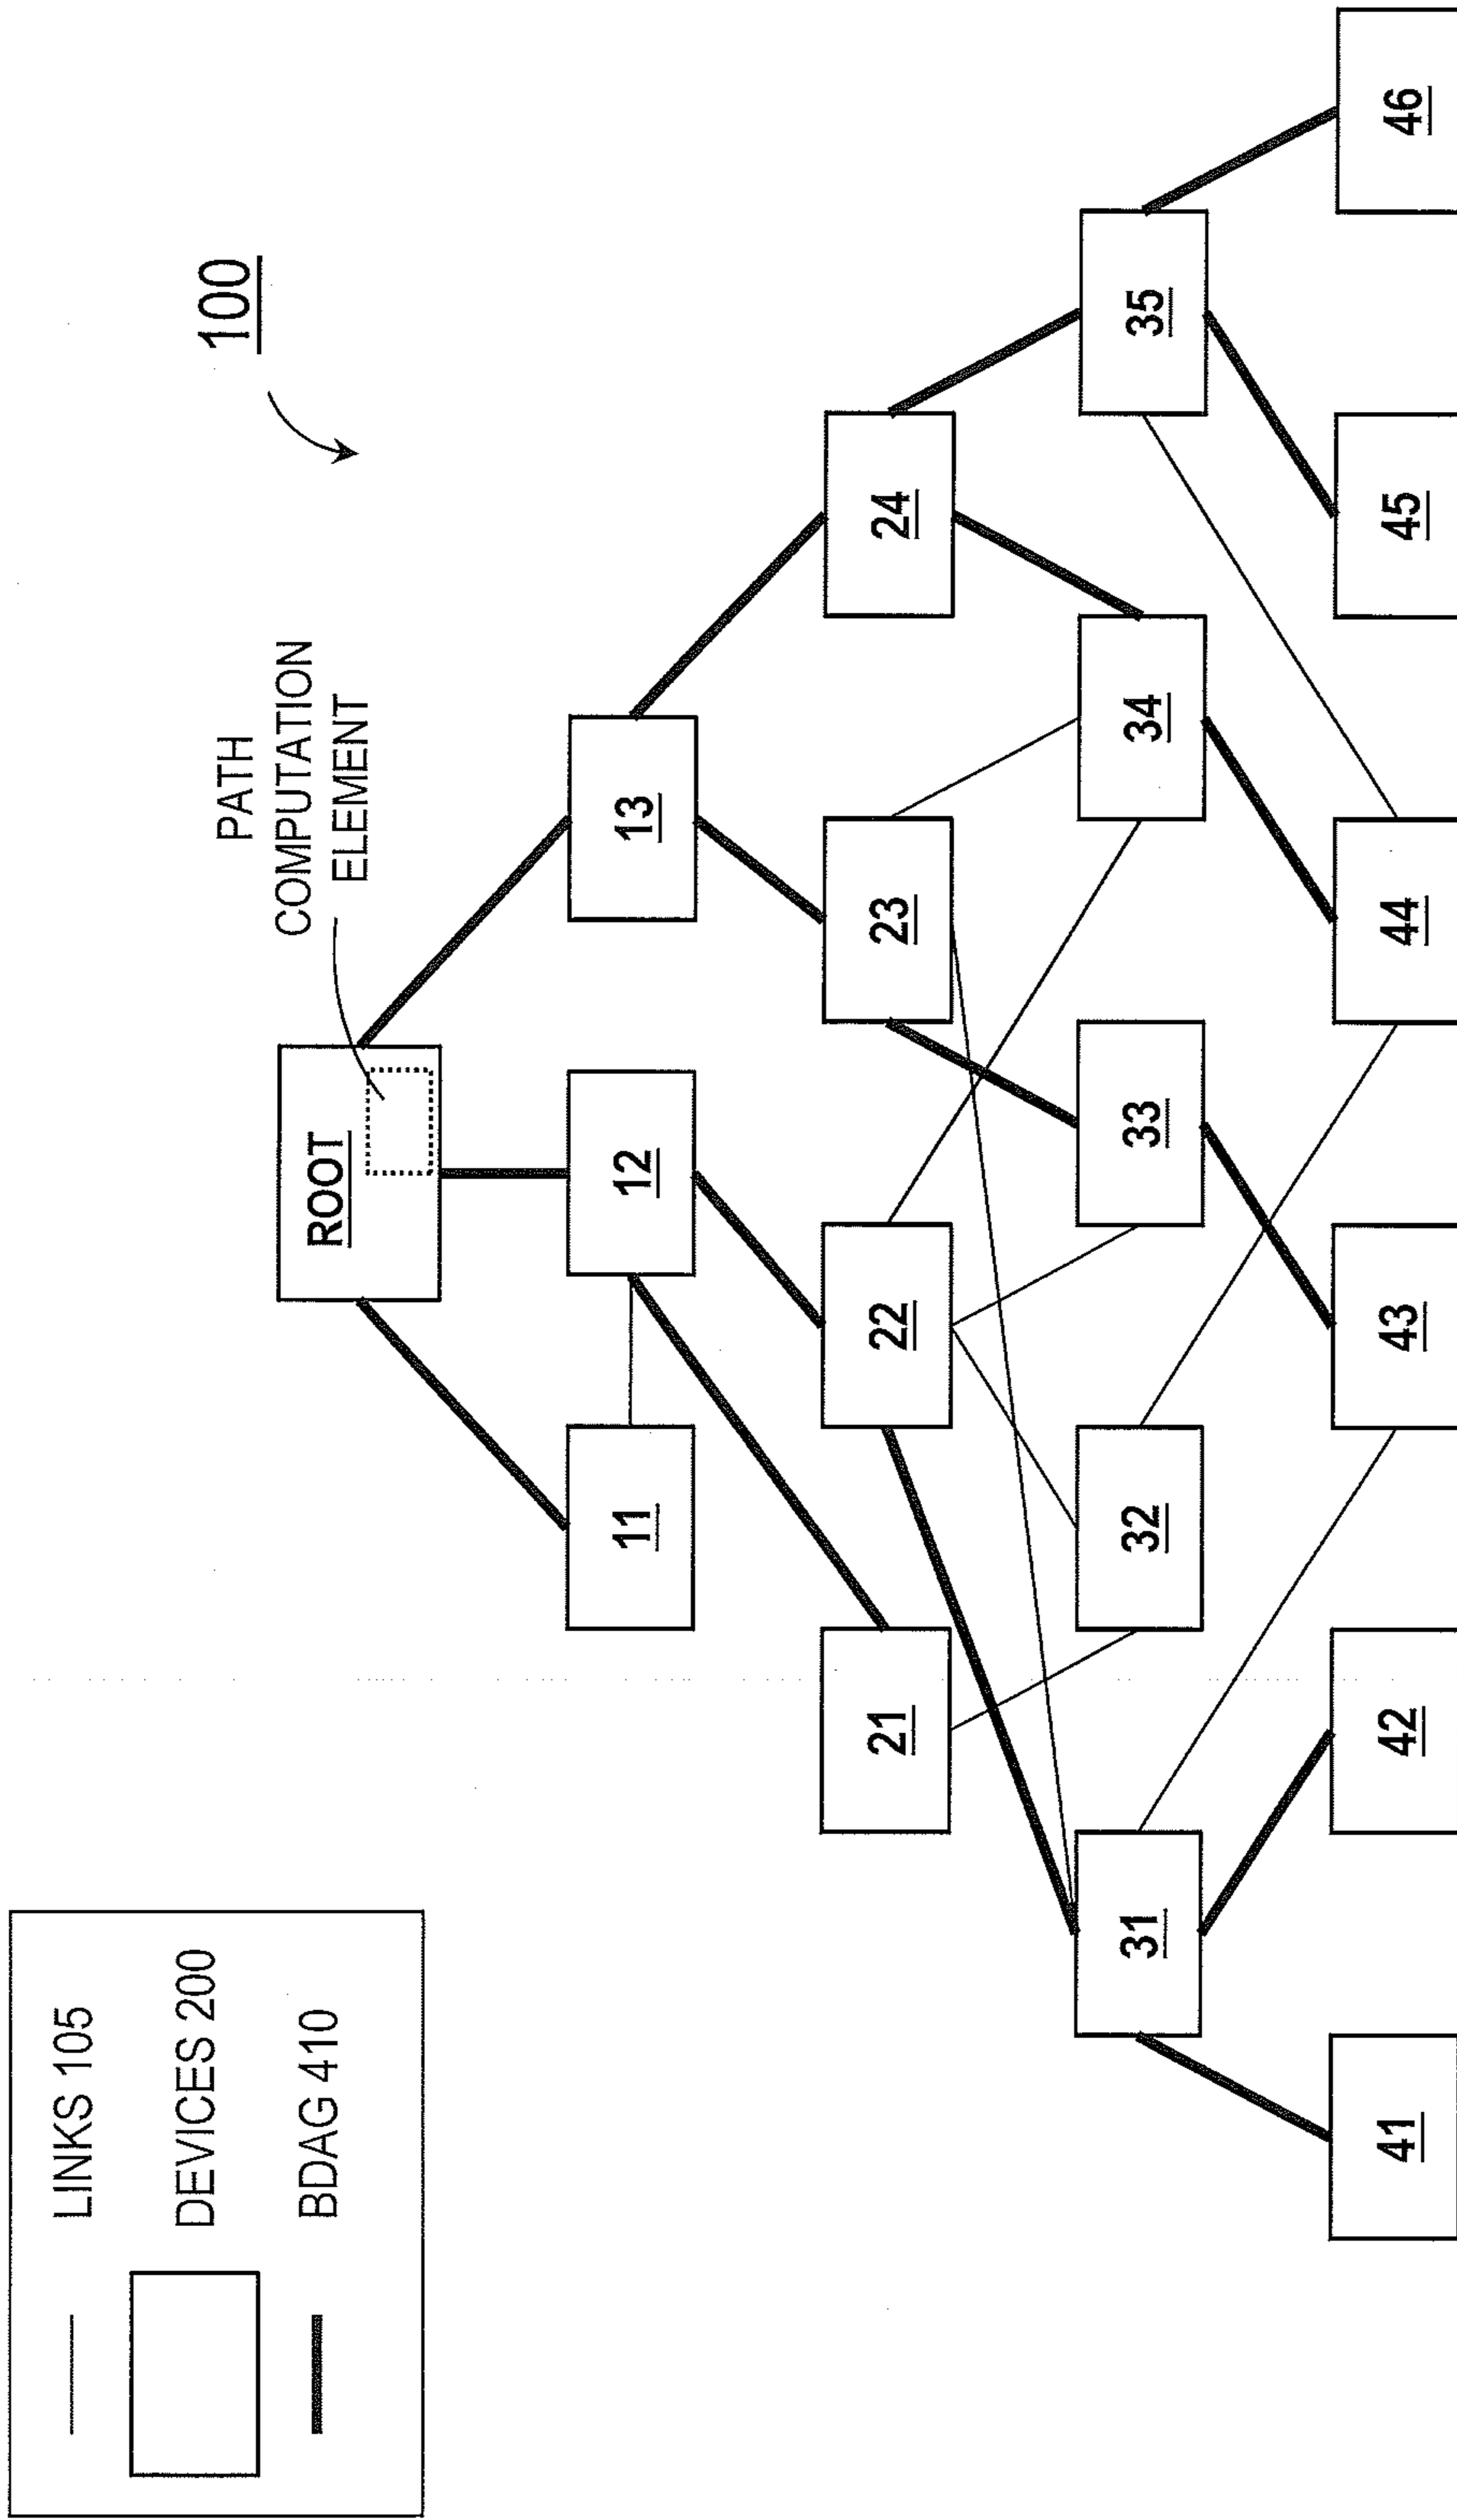 LINKS 105
DEVICES 200
BDAG 410
100
PATH
COMPUTATION
ELEMENT
ROOT
11
12
13
21
22
23
24
31
32
33
34
35
41
42
43
44
45
46